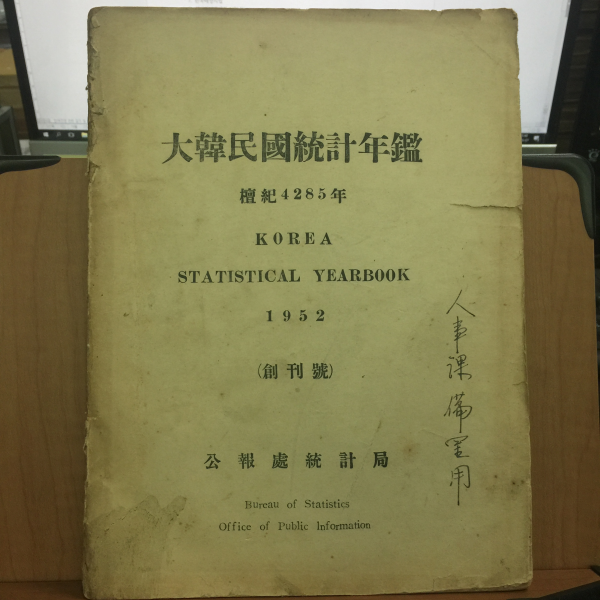 大韓民國統計年鑑
檀紀4285年
KOREA
STATISTICAL YEARBOOK
1952
(創刊號)
公報處統計局
Bureau of Statistics
Office of Public Information
人事課備置用